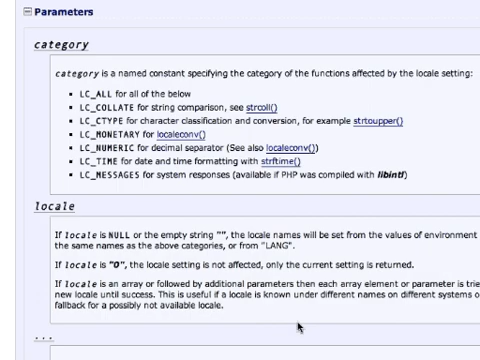 Parameters
category
category is a named constant specifying the category of the functions affected by the locale setting:
LC_ALL for all of the below
LC_COLLATE for string comparison, see strcoll()
LC_CTYPE for character classification and conversion, for example strtoupper()
LC_MONETARY for localeconv()
LC_NUMERIC for decimal separator (See also localeconv())
LC_TIME for date and time formatting with strftime()
LC_MESSAGES for system responses (available if PHP was compiled with libintl)
locale
If locale is NULL or the empty string "", the locale names will be set from the values of environment
the same names as the above categories, or from "LANG".
If locale is "0", the locale setting is not affected, only the current setting is returned.
If locale is an array or followed by additional parameters then each array element or parameter is trie
new locale until success. This is useful if a locale is known under different names on different systems o
fallback for a possibly not available locale.
...